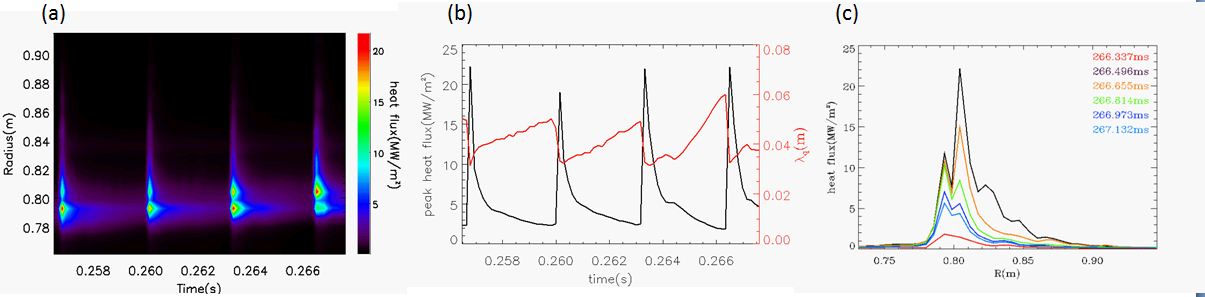 (a)
0.90
0.88
0.86
0.84
0.82
0.80
0.78
Radius(m)
0.258
0.260
0.262
0.264
0.266
Time(s)
20
15
10
5
heat flux(MW/m²)
(b)
25
20
15
10
5
0
peak heat flux(MW/m²)
0.258
0.260
0.262
0.264
0.266
time(s)
0.08
0.06
0.04
0.02
0.00
λq(m)
(c)
25
20
15
10
5
0
heat flux(MW/m²)
0.75
0.80
0.85
0.90
R(m)
266.337ms
266.496ms
266.655ms
266.614ms
266.973ms
267.132ms